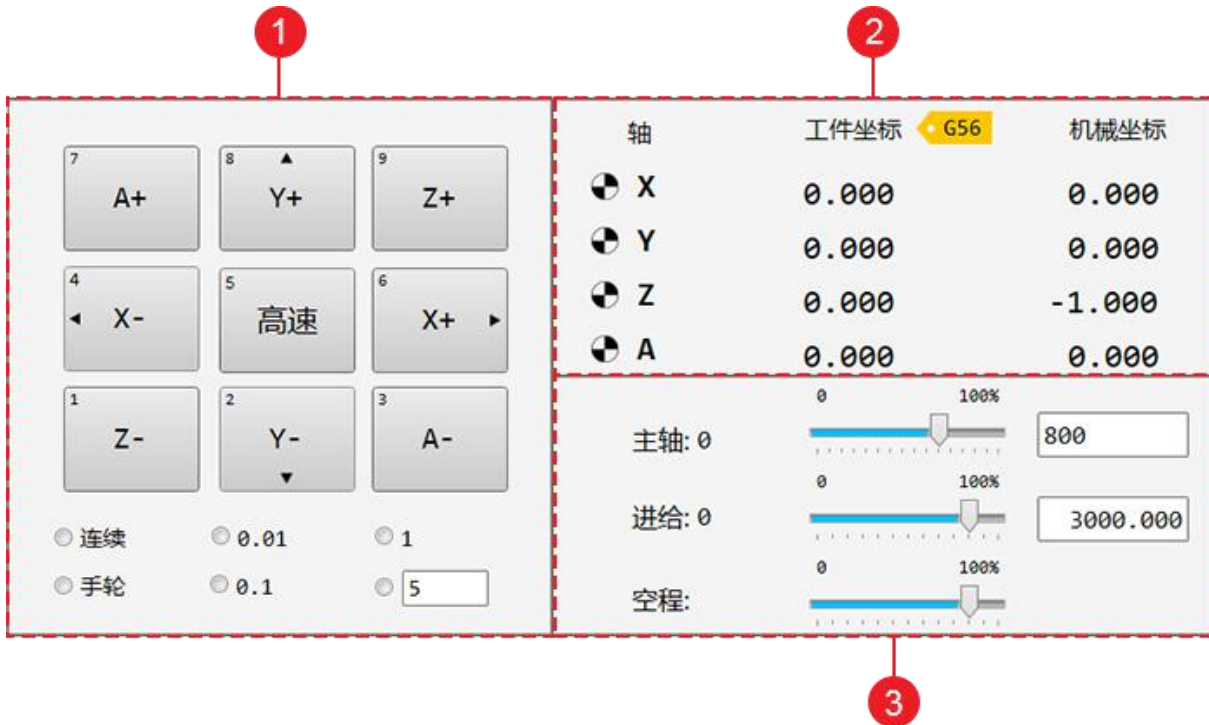 1
2
7
A+
8
Y+
9
Z+
4
X-
5
高速
6
X+
1
Z-
2
Y-
3
A-
连续
0.01
1
手轮
0.1
5
轴 工件坐标 G56 机械坐标
X 0.000 0.000
Y 0.000 0.000
Z 0.000 -1.000
A 0.000 0.000
0 100%
主轴: 0 800
0 100%
进给: 0 3000.000
0 100%
空程:
3